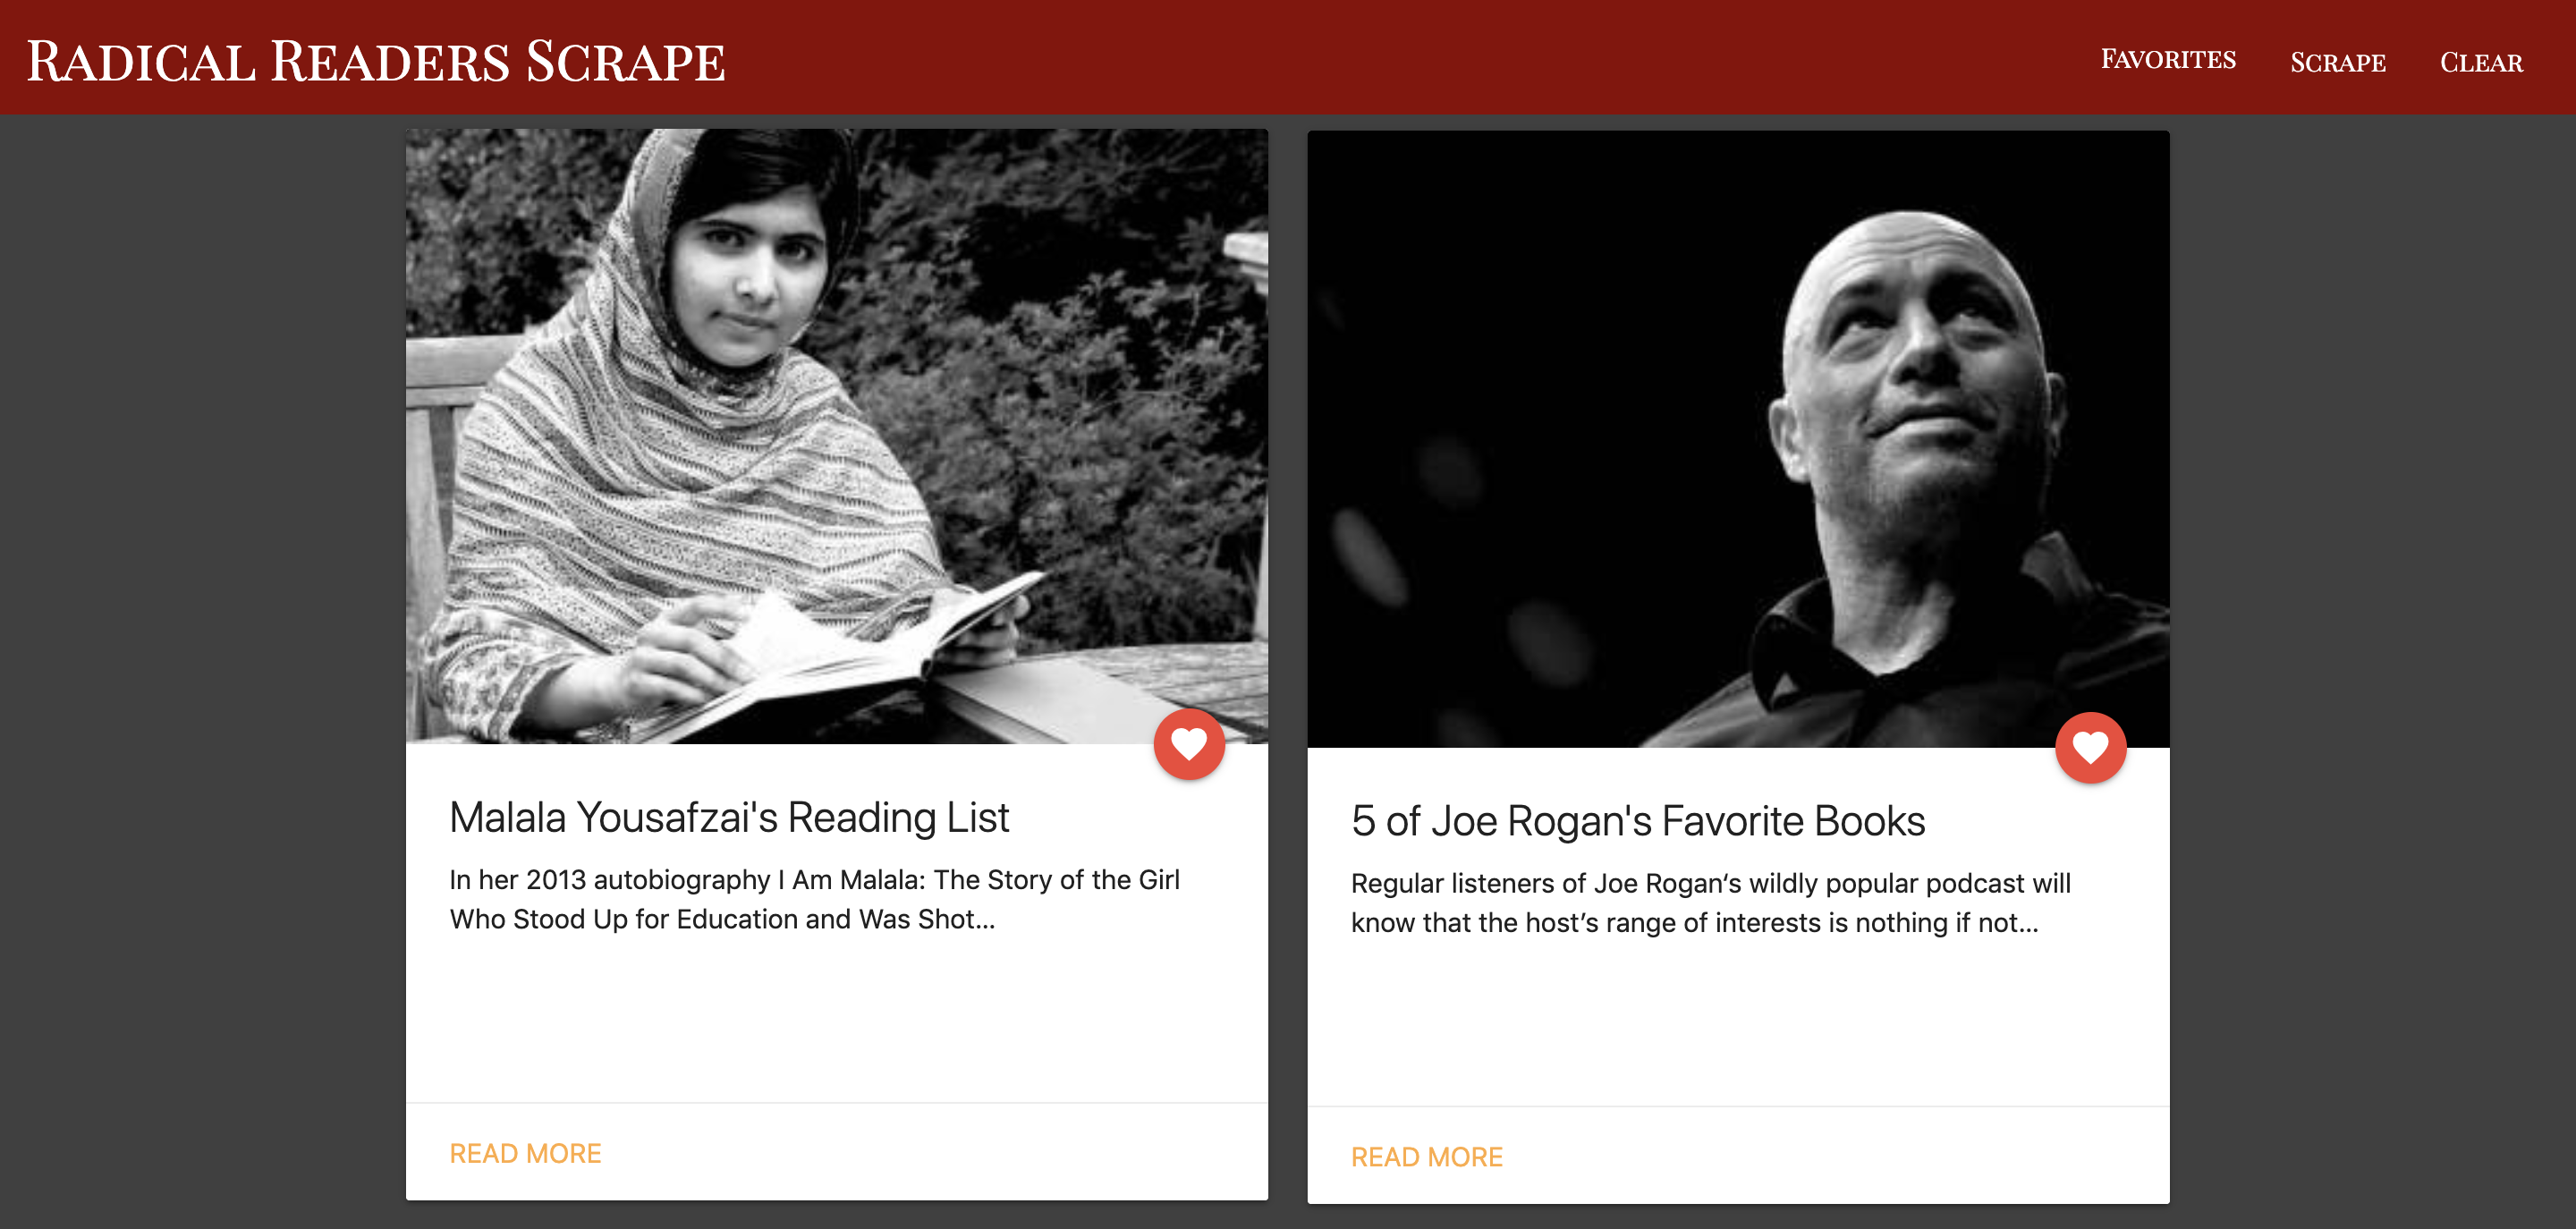 Radical Readers Scrape
Favorites
Scrape
Clear
Malala Yousafzai's Reading List
In her 2013 autobiography I Am Malala: The Story of the Girl
Who Stood Up for Education and Was Shot...
READ MORE
5 of Joe Rogan's Favorite Books
Regular listeners of Joe Rogan‘s wildly popular podcast will
know that the host’s range of interests is nothing if not...
READ MORE